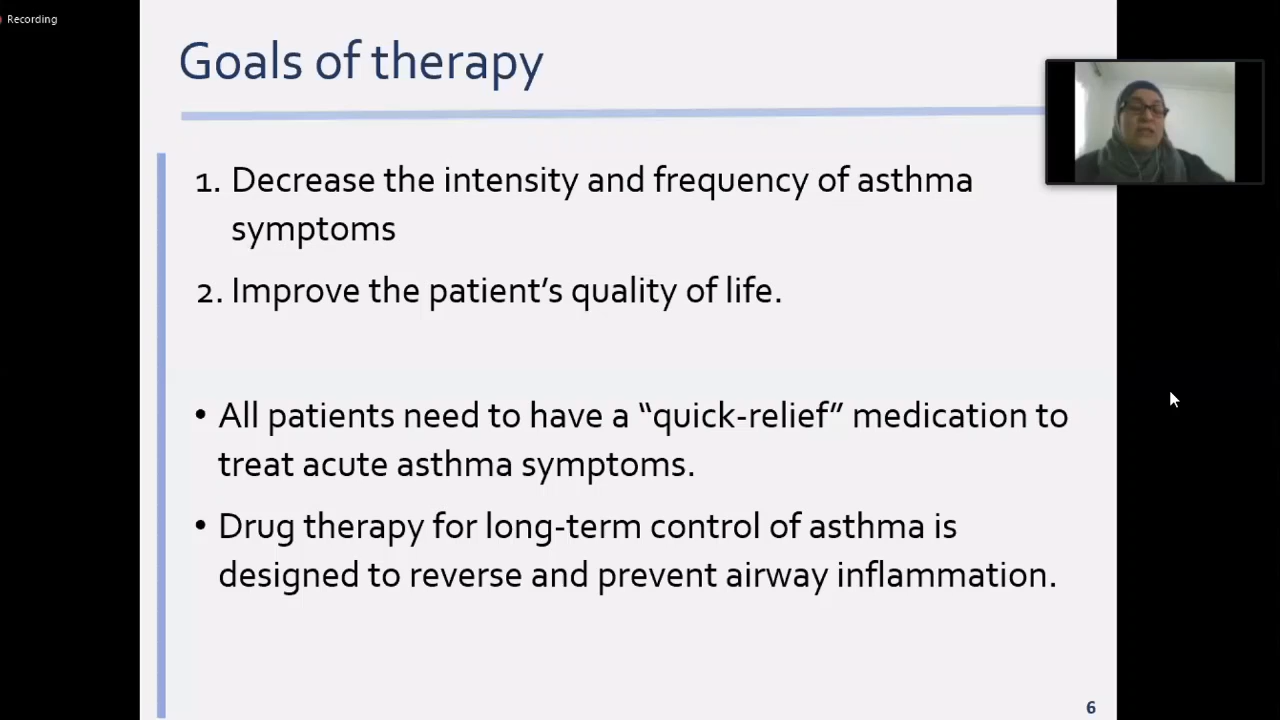 Recording
Goals of therapy
1. Decrease the intensity and frequency of asthma
symptoms
2. Improve the patient’s quality of life.
• All patients need to have a “quick-relief” medication to
treat acute asthma symptoms.
• Drug therapy for long-term control of asthma is
designed to reverse and prevent airway inflammation.
6